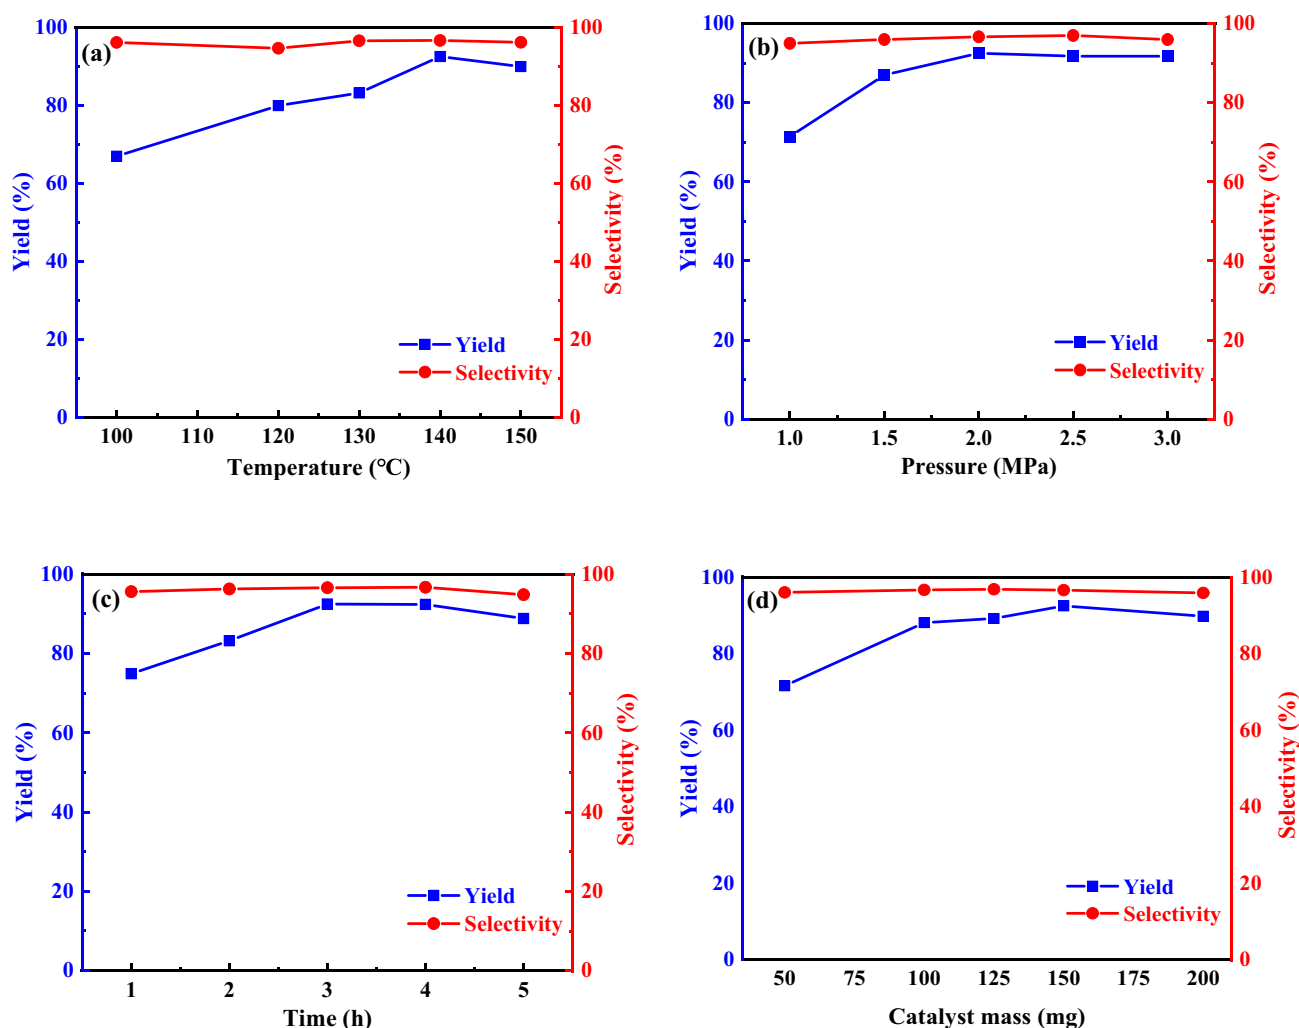 (a)
100
80
60
40
20
0
Yield (%)
100
80
60
40
20
0
Selectivity (%)
Yield
Selectivity
100 110 120 130 140 150
Temperature (℃)
(b)
100
80
60
40
20
0
Yield (%)
100
80
60
40
20
0
Selectivity (%)
Yield
Selectivity
1.0 1.5 2.0 2.5 3.0
Pressure (MPa)
(c)
100
80
60
40
20
0
Yield (%)
100
80
60
40
20
0
Selectivity (%)
Yield
Selectivity
1 2 3 4 5
Time (h)
(d)
100
80
60
40
20
0
Yield (%)
100
80
60
40
20
0
Selectivity (%)
Yield
Selectivity
50 75 100 125 150 175 200
Catalyst mass (mg)